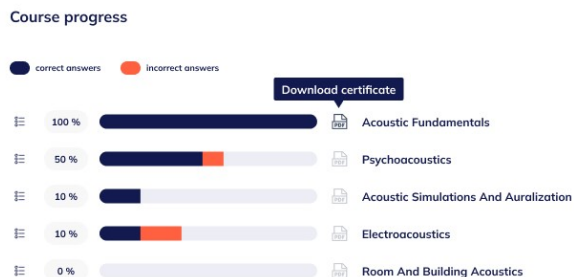 Course progress
correct answers incorrect answers
Download certificate
100 % PDF Acoustic Fundamentals
50 % PDF Psychoacoustics
10 % PDF Acoustic Simulations And Auralization
10 % PDF Electroacoustics
0 % PDF Room And Building Acoustics